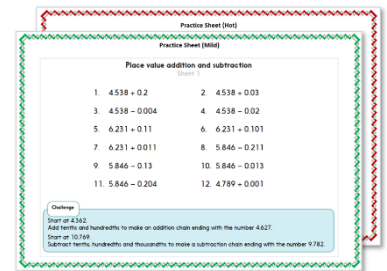 Practice Sheet (Hot)
Practice Sheet (Mild)
Place value addition and subtraction
Sheet 1
1. 4.538 + 0.2 2. 4.538 + 0.03
3. 4.538 − 0.004 4. 4.538 − 0.02
5. 6.231 + 0.11 6. 6.231 + 0.101
7. 6.231 + 0.011 8. 5.846 − 0.211
9. 5.846 − 0.13 10. 5.846 − 0.013
11. 5.846 − 0.204 12. 4.789 + 0.001
Challenge
Start at 4.362.
Add tenths and hundredths to make an addition chain ending with the number 4.627.
Start at 10.769.
Subtract tenths, hundredths and thousandths to make a subtraction chain ending with the number 9.782.